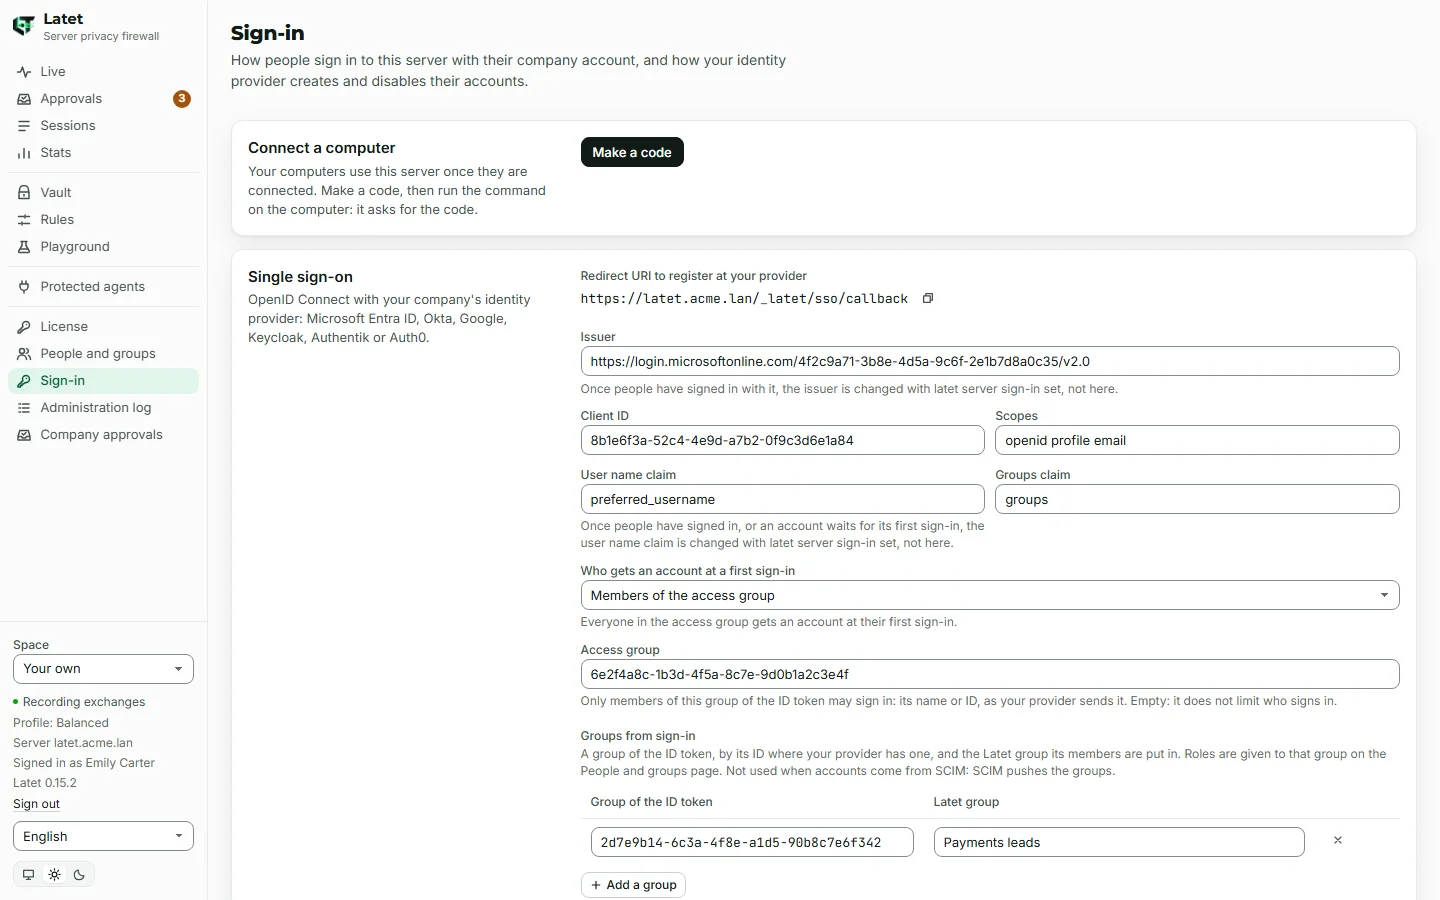 Latet
Server privacy firewall
Live
Approvals
3
Sessions
Stats
Vault
Rules
Playground
Protected agents
License
People and groups
Sign-in
Administration log
Company approvals
Space
Your own
Recording exchanges
Profile: Balanced
Server latet.acme.lan
Signed in as Emily Carter
Latet 0.15.2
Sign out
English
Sign-in
How people sign in to this server with their company account, and how your identity
provider creates and disables their accounts.
Connect a computer
Your computers use this server once they are
connected. Make a code, then run the command
on the computer: it asks for the code.
Make a code
Single sign-on
OpenID Connect with your company's identity
provider: Microsoft Entra ID, Okta, Google,
Keycloak, Authentik or Auth0.
Redirect URI to register at your provider
https://latet.acme.lan/_latet/sso/callback
Issuer
https://login.microsoftonline.com/4f2c9a71-3b8e-4d5a-9c6f-2e1b7d8a0c35/v2.0
Once people have signed in with it, the issuer is changed with latet server sign-in set, not here.
Client ID
8b1e6f3a-52c4-4e9d-a7b2-0f9c3d6e1a84
Scopes
openid profile email
User name claim
preferred_username
Groups claim
groups
Once people have signed in, or an account waits for its first sign-in, the
user name claim is changed with latet server sign-in set, not here.
Who gets an account at a first sign-in
Members of the access group
Everyone in the access group gets an account at their first sign-in.
Access group
6e2f4a8c-1b3d-4f5a-8c7e-9d0b1a2c3e4f
Only members of this group of the ID token may sign in: its name or ID, as your provider sends it. Empty: it does not limit who signs in.
Groups from sign-in
A group of the ID token, by its ID where your provider has one, and the Latet group its members are put in. Roles are given to that group on the
People and groups page. Not used when accounts come from SCIM: SCIM pushes the groups.
Group of the ID token
Latet group
2d7e9b14-6c3a-4f8e-a1d5-90b8c7e6f342
Payments leads
Add a group